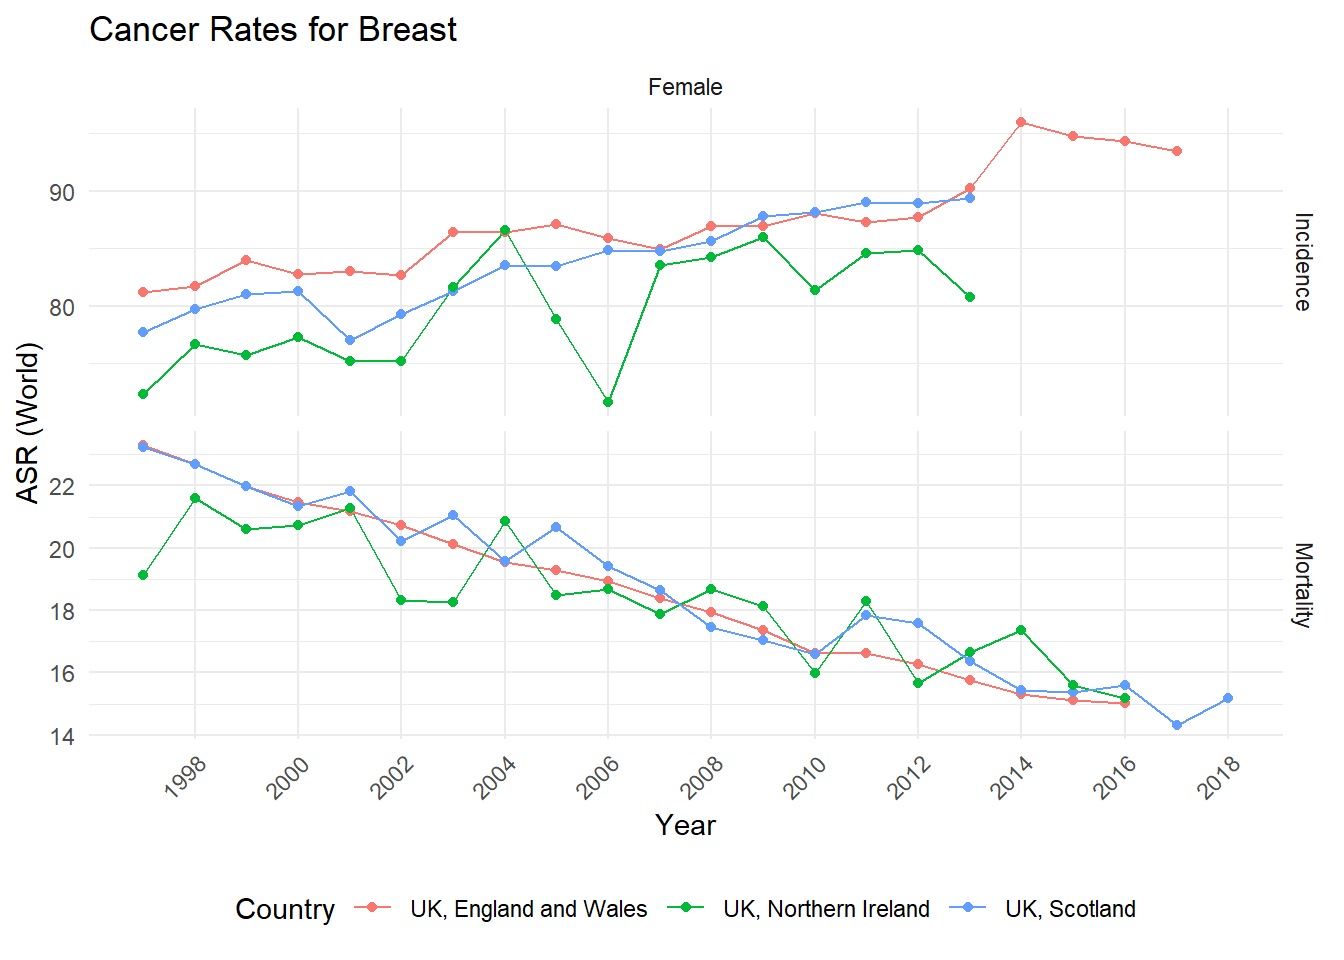 Cancer Rates for Breast
Female
90
80
Incidence
ASR (World)
22
20
18
16
14
Mortality
1998 2000 2002 2004 2006 2008 2010 2012 2014 2016 2018
Year
Country UK, England and Wales UK, Northern Ireland UK, Scotland